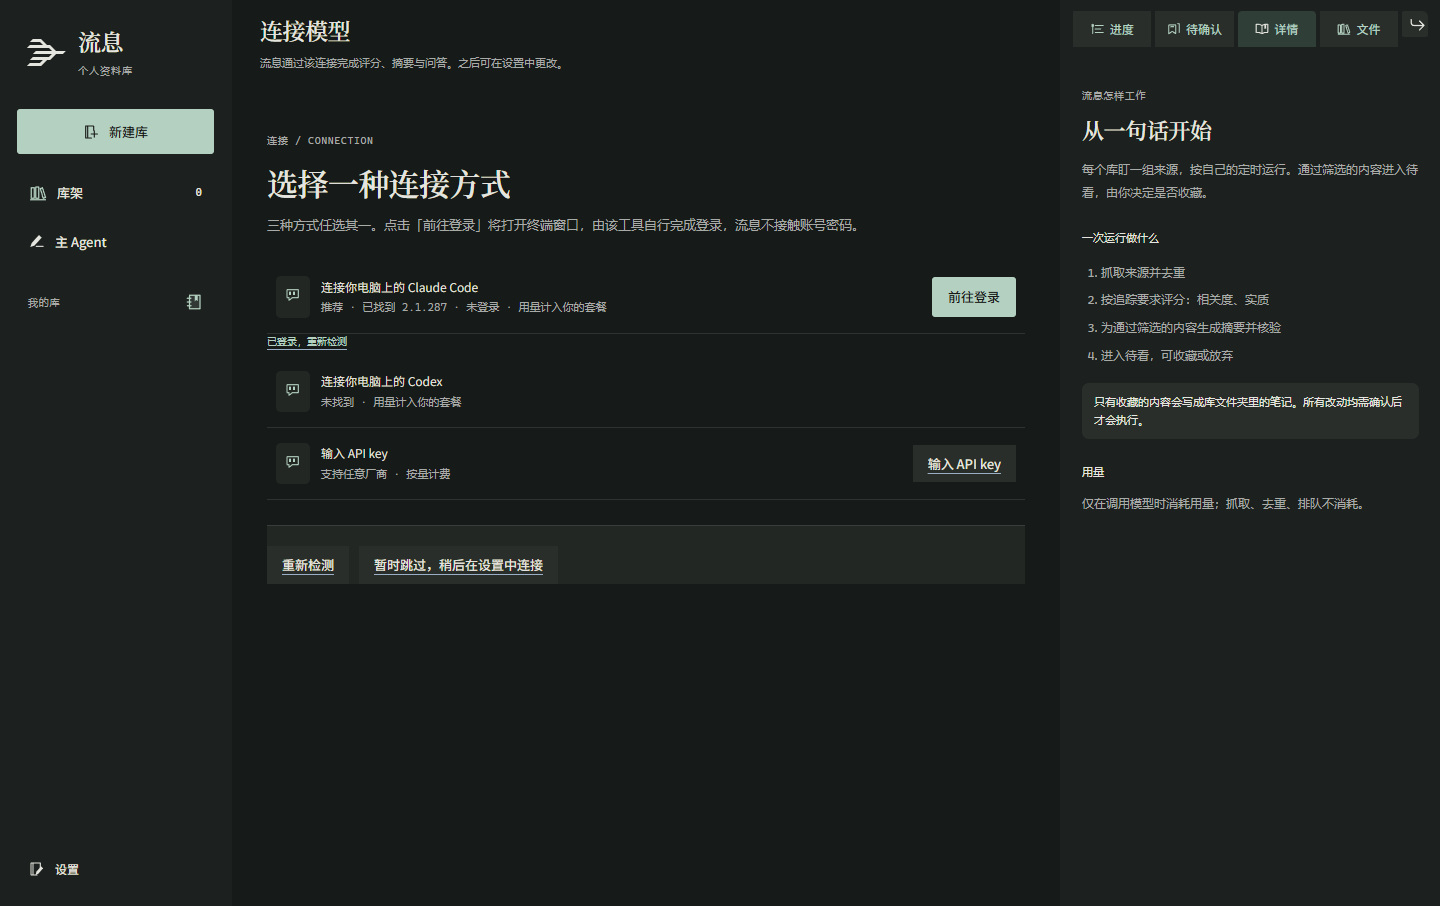 流息
个人资料库
新建库
库架 0
主 Agent
我的库
设置
连接模型
流息通过该连接完成评分、摘要与问答。之后可在设置中更改。
连接 / CONNECTION
选择一种连接方式
三种方式任选其一。点击「前往登录」将打开终端窗口，由该工具自行完成登录，流息不接触账号密码。
连接你电脑上的 Claude Code
推荐 · 已找到 2.1.287 · 未登录 · 用量计入你的套餐
前往登录
已登录，重新检测
连接你电脑上的 Codex
未找到 · 用量计入你的套餐
输入 API key
支持任意厂商 · 按量计费
输入 API key
重新检测
暂时跳过，稍后在设置中连接
进度
待确认
详情
文件
流息怎样工作
从一句话开始
每个库盯一组来源，按自己的定时运行。通过筛选的内容进入待
看，由你决定是否收藏。
一次运行做什么
1. 抓取来源并去重
2. 按追踪要求评分：相关度、实质
3. 为通过筛选的内容生成摘要并核验
4. 进入待看，可收藏或放弃
只有收藏的内容会写成库文件夹里的笔记。所有改动均需确认后
才会执行。
用量
仅在调用模型时消耗用量；抓取、去重、排队不消耗。